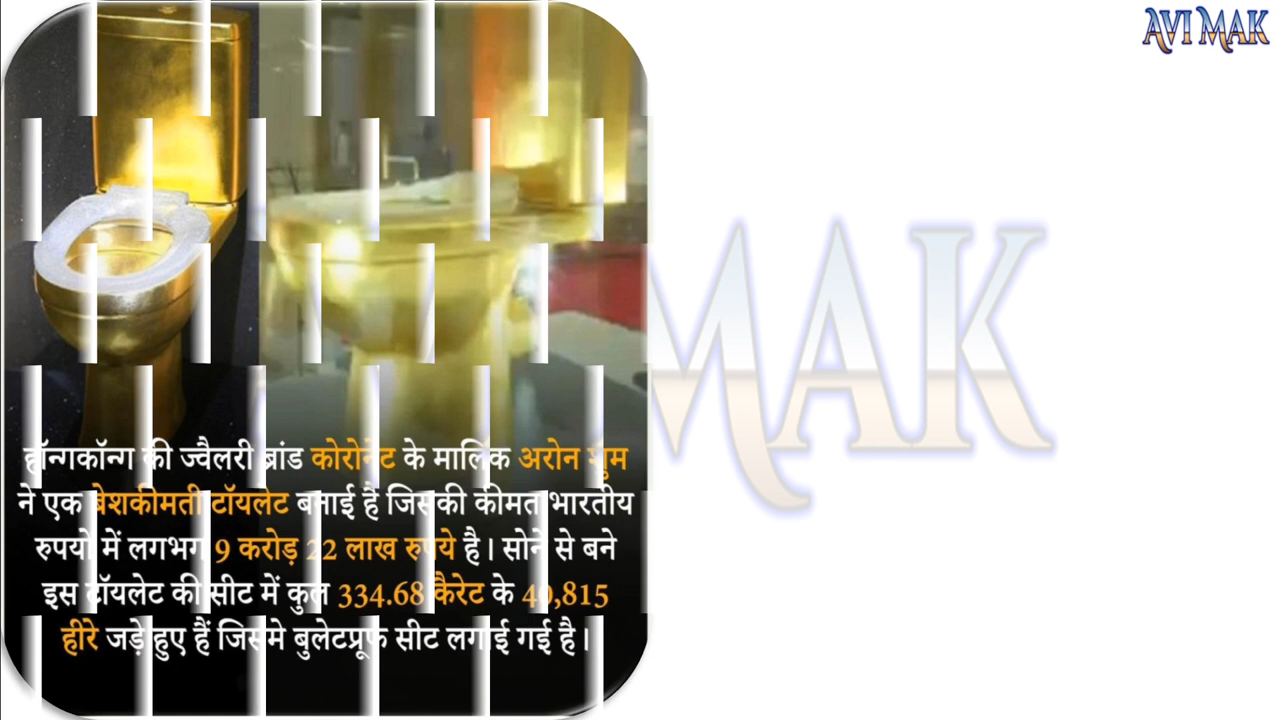 AVI MAK
MAK
हॉन्गकॉन्ग की ज्वैलरी ब्रांड कोरोनेट के मालिक अरोन शुम
ने एक बेशकीमती टॉयलेट बनाई है जिसकी कीमत भारतीय
रुपयो में लगभग 9 करोड़ 22 लाख रुपये है। सोने से बने
इस टॉयलेट की सीट में कुल 334.68 कैरेट के 40,815
हीरे जड़े हुए हैं जिसमे बुलेटप्रूफ सीट लगाई गई है।